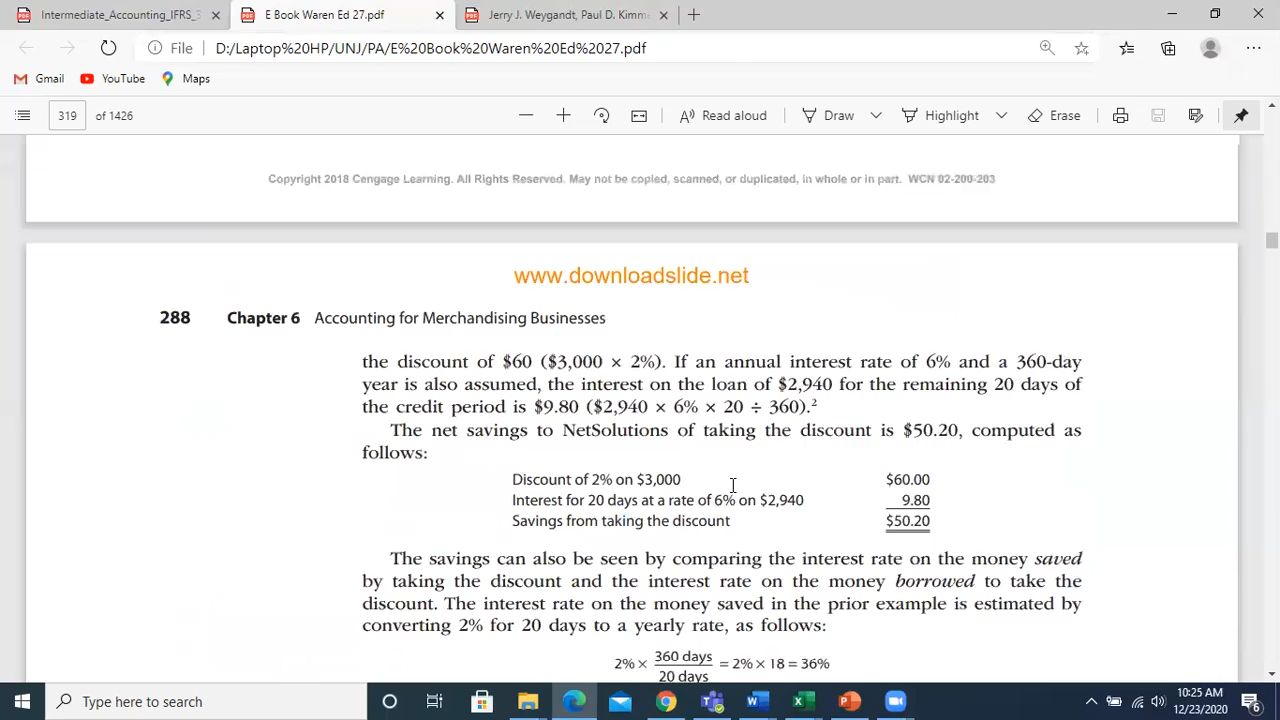 Intermediate_Accounting_IFRS_3
E Book Waren Ed 27.pdf
Jerry J. Weygandt, Paul D. Kimme
File
D:/Laptop%20HP/UNJ/PA/E%20Book%20Waren%20Ed%2027.pdf
Gmail
YouTube
Maps
319 of 1426
Read aloud
Draw
Highlight
Erase
Copyright 2018 Cengage Learning. All Rights Reserved. May not be copied, scanned, or duplicated, in whole or in part. WCN 02-200-203
www.downloadslide.net
288 Chapter 6 Accounting for Merchandising Businesses
the discount of $60 ($3,000 × 2%). If an annual interest rate of 6% and a 360-day
year is also assumed, the interest on the loan of $2,940 for the remaining 20 days of
the credit period is $9.80 ($2,940 × 6% × 20 ÷ 360).²
The net savings to NetSolutions of taking the discount is $50.20, computed as
follows:
Discount of 2% on $3,000 $60.00
Interest for 20 days at a rate of 6% on $2,940 9.80
Savings from taking the discount $50.20
The savings can also be seen by comparing the interest rate on the money saved
by taking the discount and the interest rate on the money borrowed to take the
discount. The interest rate on the money saved in the prior example is estimated by
converting 2% for 20 days to a yearly rate, as follows:
2% × 360 days
20 days
= 2% × 18 = 36%
Type here to search
10:25 AM
12/23/2020
6